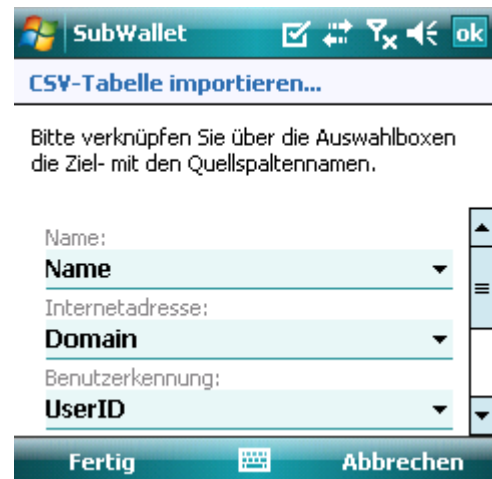 SubWallet ok
CSV-Tabelle importieren...
Bitte verknüpfen Sie über die Auswahlboxen
die Ziel- mit den Quellspaltennamen.
Name:
Name
Internetadresse:
Domain
Benutzerkennung:
UserID
Fertig Abbrechen